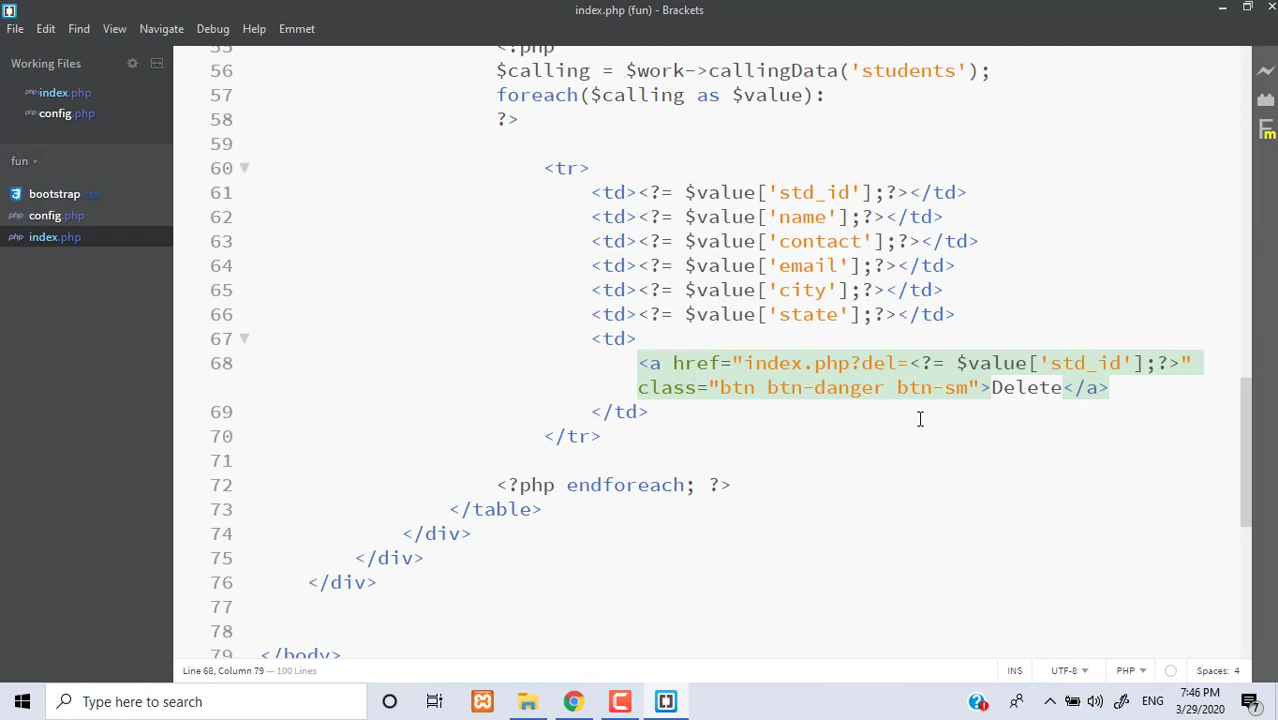 index.php (fun) - Brackets
File Edit Find View Navigate Debug Help Emmet
Working Files
index.php
config.php
fun
bootstrap.css
config.php
index.php
55 <?php
56 $calling = $work->callingData('students');
57 foreach($calling as $value):
58 ?>
59
60 <tr>
61 <td><?= $value['std_id'];?></td>
62 <td><?= $value['name'];?></td>
63 <td><?= $value['contact'];?></td>
64 <td><?= $value['email'];?></td>
65 <td><?= $value['city'];?></td>
66 <td><?= $value['state'];?></td>
67 <td>
68 <a href="index.php?del=<?= $value['std_id'];?>"
class="btn btn-danger btn-sm">Delete</a>
69 </td>
70 </tr>
71
72 <?php endforeach; ?>
73 </table>
74 </div>
75 </div>
76 </div>
77
78
79 </body>
Line 68, Column 79 — 100 Lines
INS UTF-8 PHP Spaces: 4
Type here to search
ENG
7:46 PM
3/29/2020
7